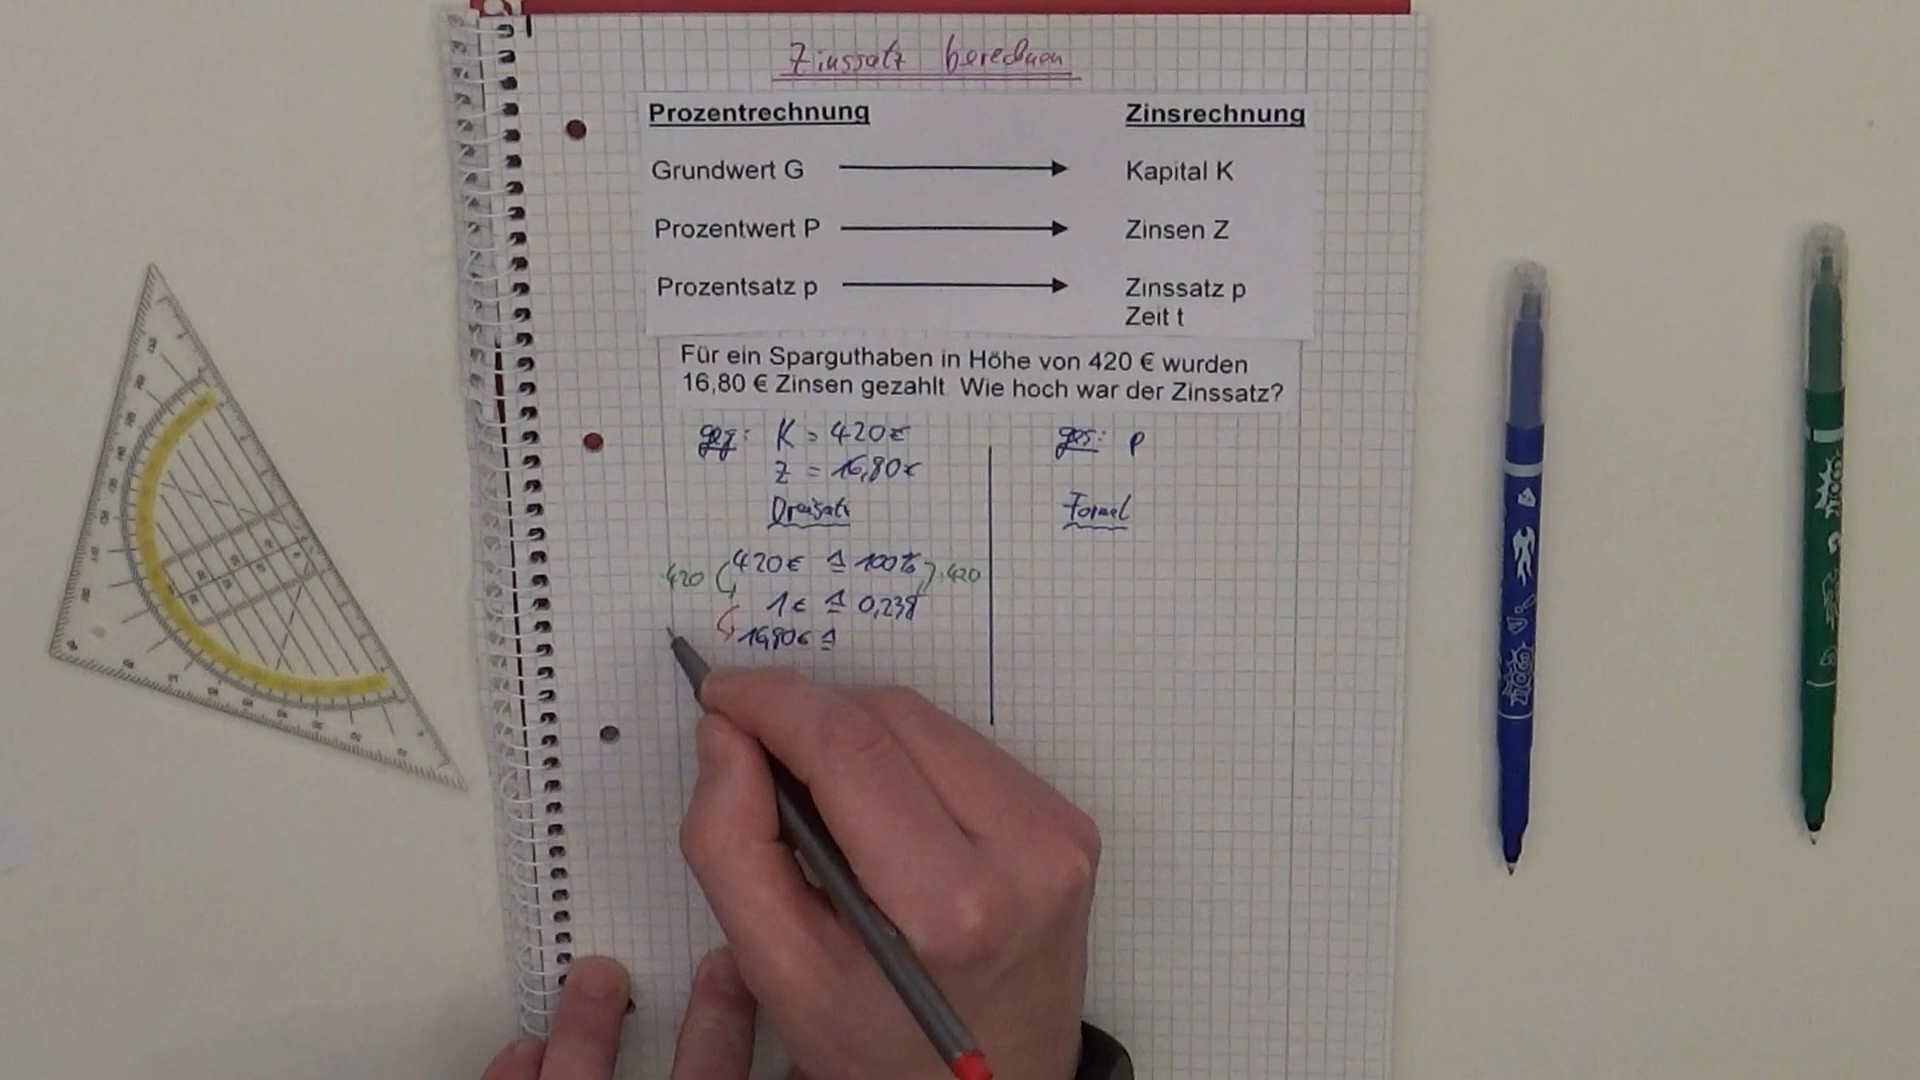 Zinssatz berechnen
Prozentrechnung Zinsrechnung
Grundwert G Kapital K
Prozentwert P Zinsen Z
Prozentsatz p Zinssatz p
Zeit t
Für ein Sparguthaben in Höhe von 420 € wurden
16,80 € Zinsen gezahlt Wie hoch war der Zinssatz?
geg: K = 420€ ges: p
Z = 16,80€
Dreisatz Formel
420€ ≙ 100%
:420 :420
1€ ≙ 0,238
16,80€ ≙